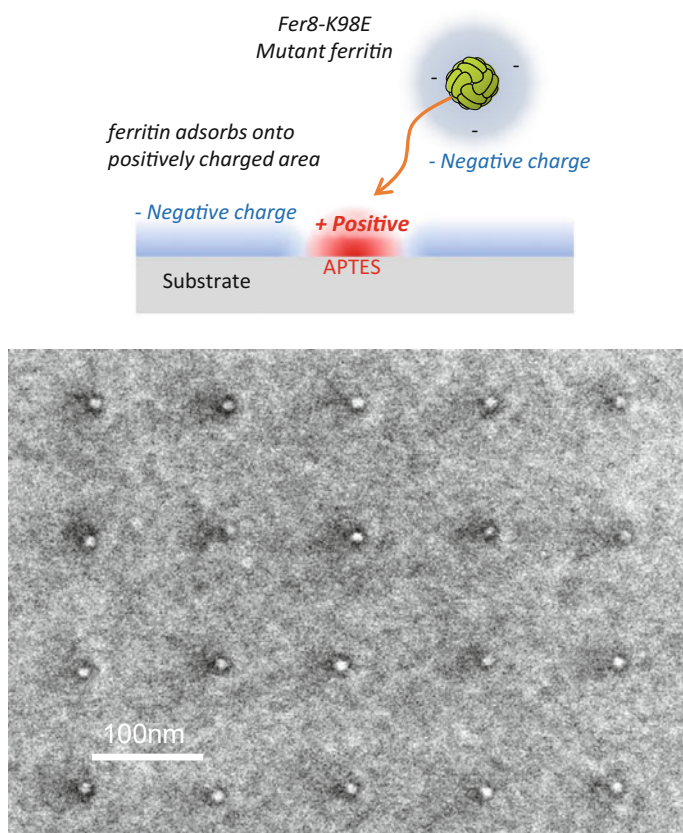 Fer8-K98E
Mutant ferritin
-
-
-
ferritin adsorbs onto
positively charged area
- Negative charge
- Negative charge
+ Positive
APTES
Substrate
100nm